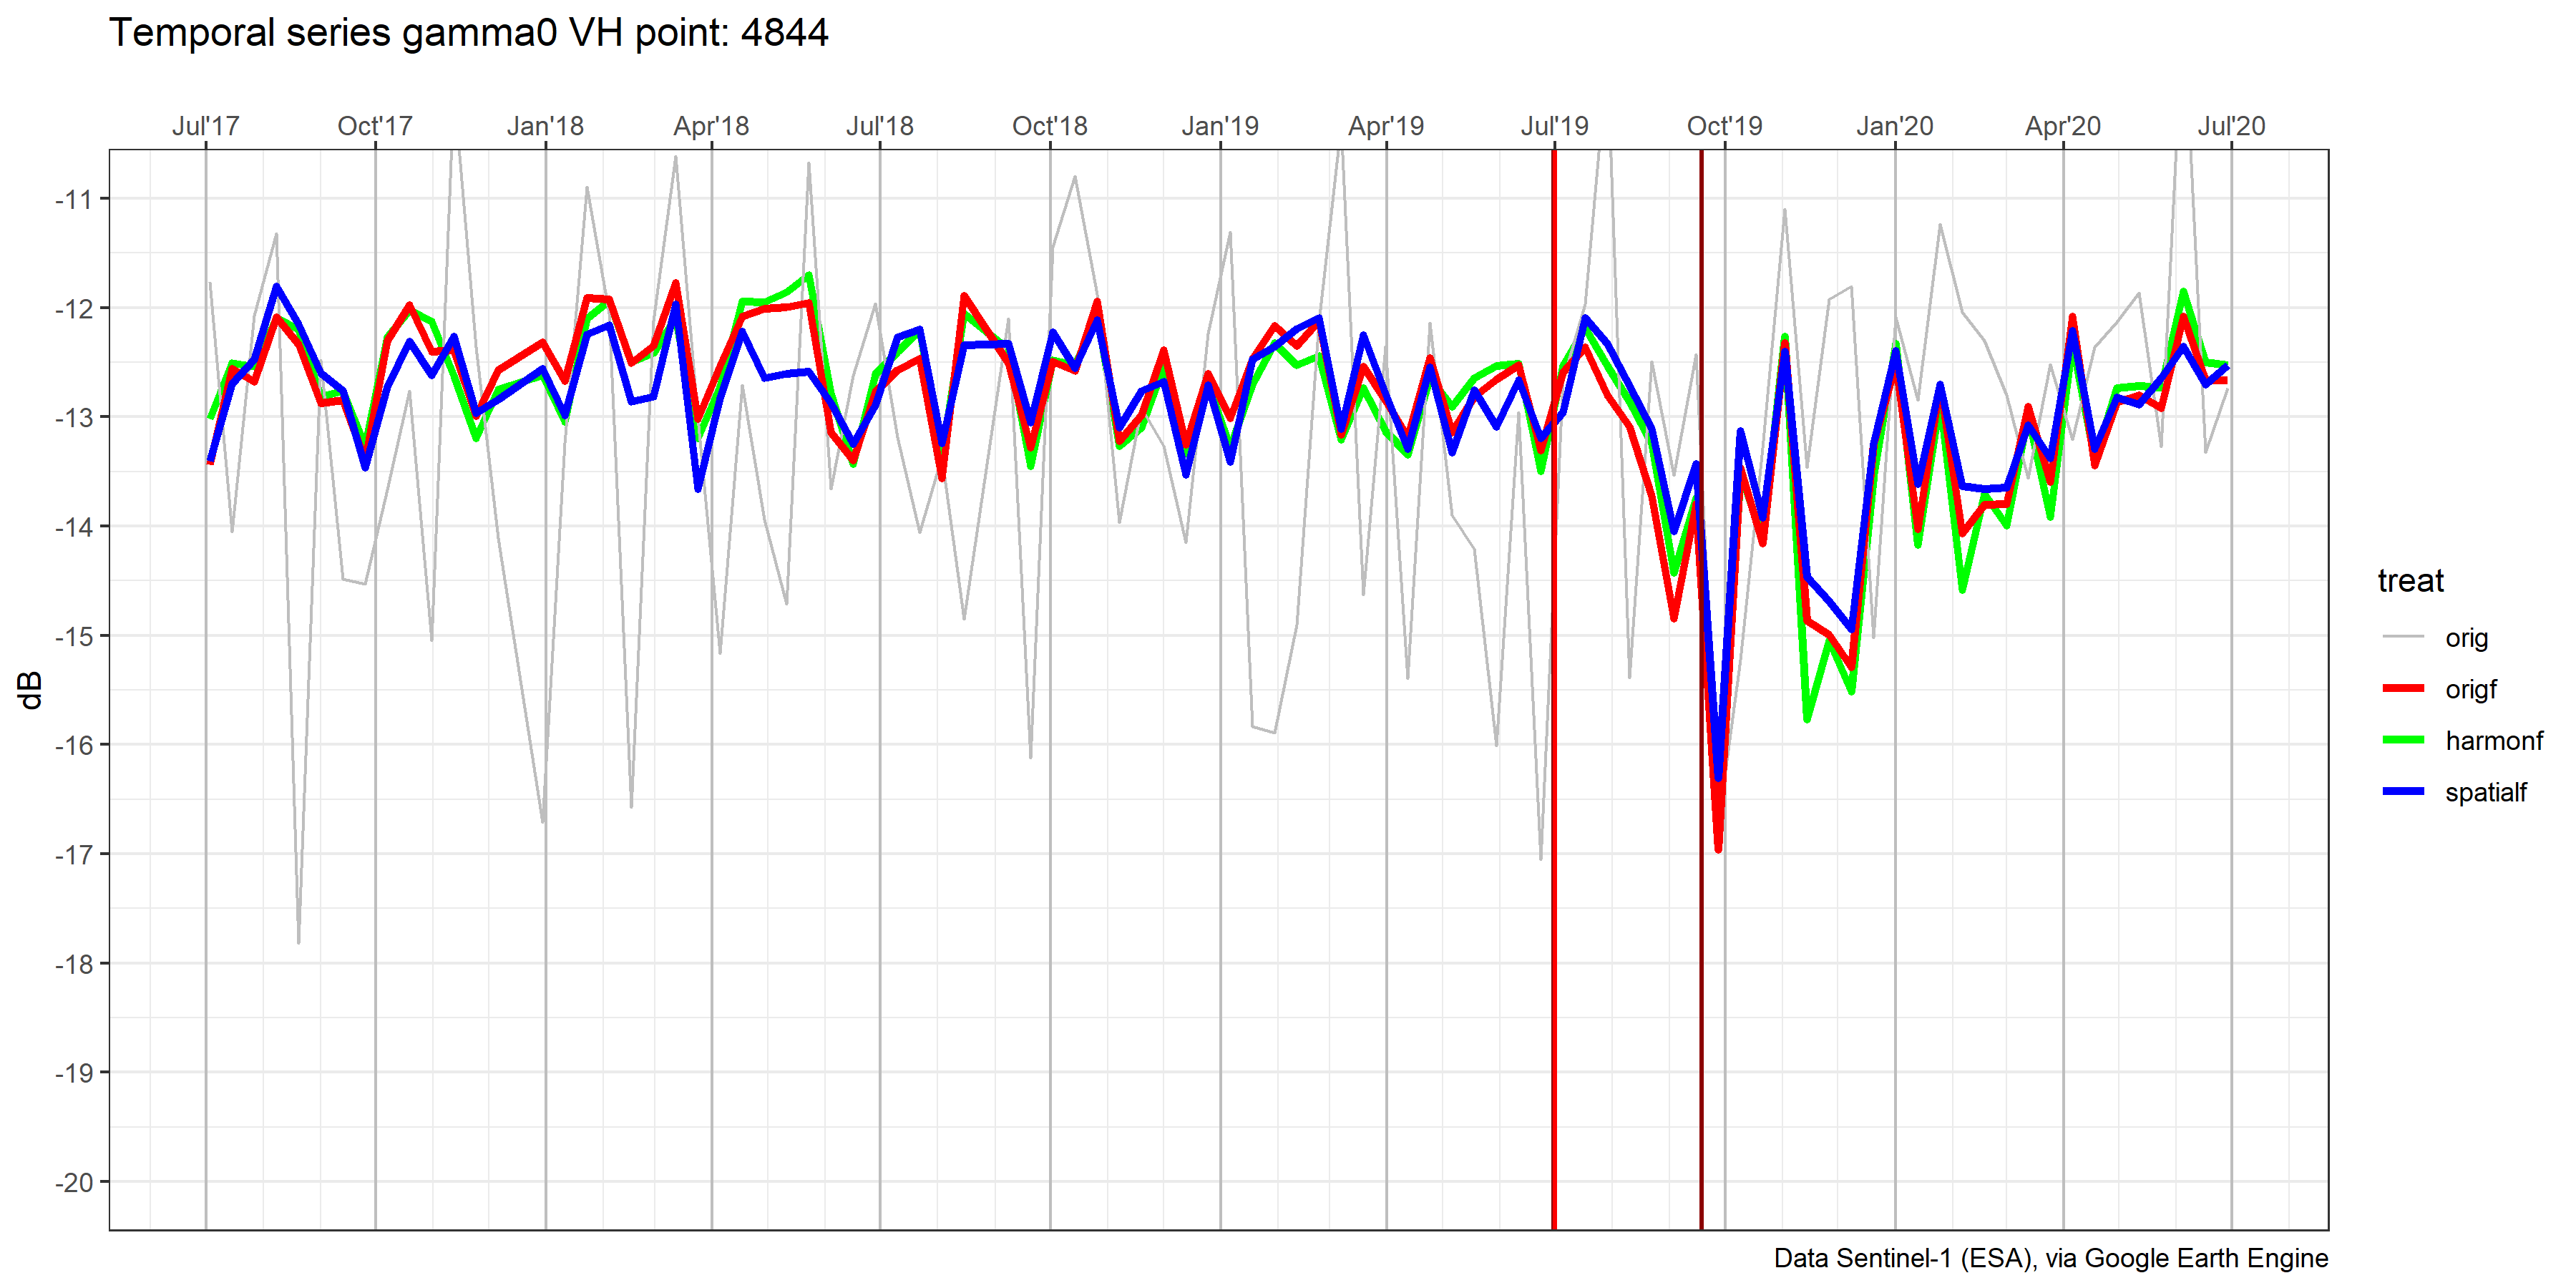 Temporal series gamma0 VH point: 4844
Jul'17 Oct'17 Jan'18 Apr'18 Jul'18 Oct'18 Jan'19 Apr'19 Jul'19 Oct'19 Jan'20 Apr'20 Jul'20
-11
-12
-13
-14
-15
-16
-17
-18
-19
-20
dB
treat
orig
origf
harmonf
spatialf
Data Sentinel-1 (ESA), via Google Earth Engine